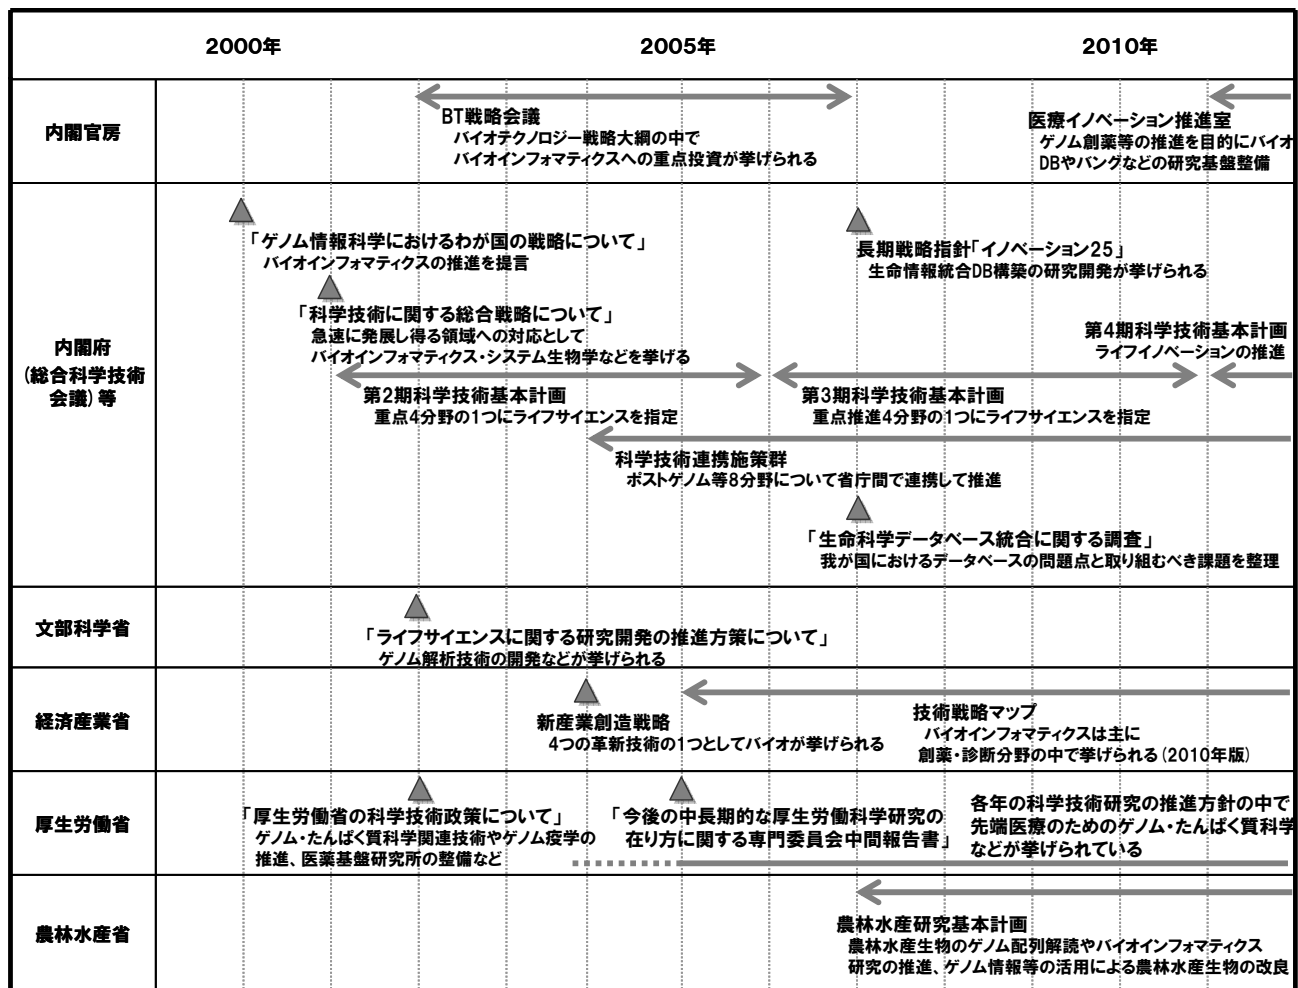 2000年
2005年
2010年
内閣官房
BT戦略会議
バイオテクノロジー戦略大綱の中で
バイオインフォマティクスへの重点投資が挙げられる
医療イノベーション推進室
ゲノム創薬等の推進を目的にバイオ
DBやバングなどの研究基盤整備
内閣府
(総合科学技術
会議)等
「ゲノム情報科学におけるわが国の戦略について」
バイオインフォマティクスの推進を提言
「科学技術に関する総合戦略について」
急速に発展し得る領域への対応として
バイオインフォマティクス・システム生物学などを挙げる
長期戦略指針「イノベーション25」
生命情報統合DB構築の研究開発が挙げられる
第4期科学技術基本計画
ライフイノベーションの推進
第2期科学技術基本計画
重点4分野の1つにライフサイエンスを指定
第3期科学技術基本計画
重点推進4分野の1つにライフサイエンスを指定
科学技術連携施策群
ポストゲノム等8分野について省庁間で連携して推進
「生命科学データベース統合に関する調査」
我が国におけるデータベースの問題点と取り組むべき課題を整理
文部科学省
「ライフサイエンスに関する研究開発の推進方策について」
ゲノム解析技術の開発などが挙げられる
経済産業省
新産業創造戦略
4つの革新技術の1つとしてバイオが挙げられる
技術戦略マップ
バイオインフォマティクスは主に
創薬・診断分野の中で挙げられる(2010年版)
厚生労働省
「厚生労働省の科学技術政策について」
ゲノム・たんぱく質科学関連技術やゲノム疫学の
推進、医薬基盤研究所の整備など
「今後の中長期的な厚生労働科学研究の
在り方に関する専門委員会中間報告書」
各年の科学技術研究の推進方針の中で
先端医療のためのゲノム・たんぱく質科学
などが挙げられている
農林水産省
農林水産研究基本計画
農林水産生物のゲノム配列解読やバイオインフォマティクス
研究の推進、ゲノム情報等の活用による農林水産生物の改良